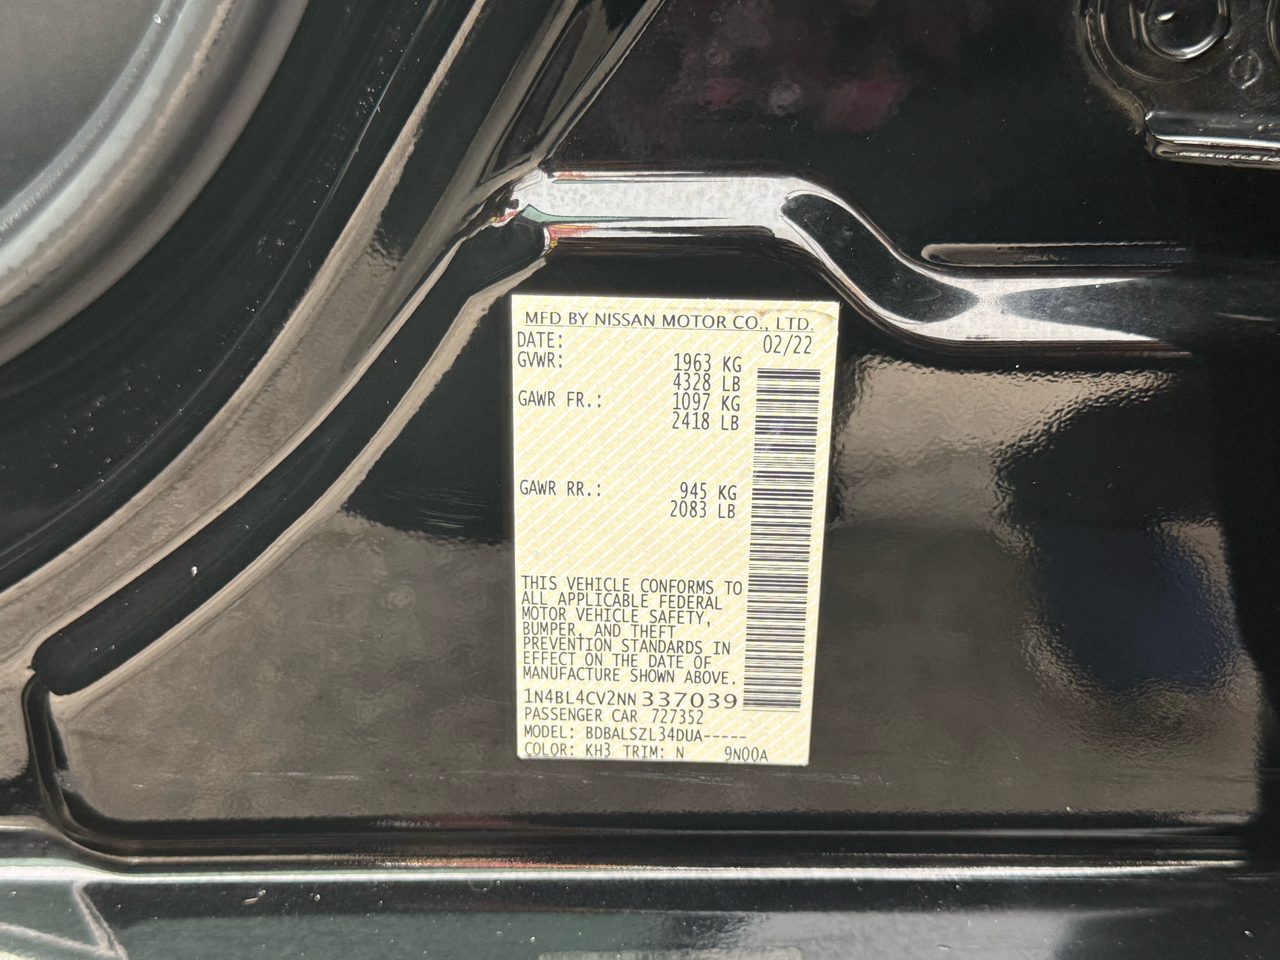 MFD BY NISSAN MOTOR CO., LTD.
DATE: 02/22
GVWR: 1963 KG
4328 LB
GAWR FR.: 1097 KG
2418 LB
GAWR RR.: 945 KG
2083 LB
THIS VEHICLE CONFORMS TO
ALL APPLICABLE FEDERAL
MOTOR VEHICLE SAFETY,
BUMPER, AND THEFT
PREVENTION STANDARDS IN
EFFECT ON THE DATE OF
MANUFACTURE SHOWN ABOVE.
1N4BL4CV2NN337039
PASSENGER CAR 727352
MODEL: BDBALSZL34DUA-----
COLOR: KH3 TRIM: N 9N00A